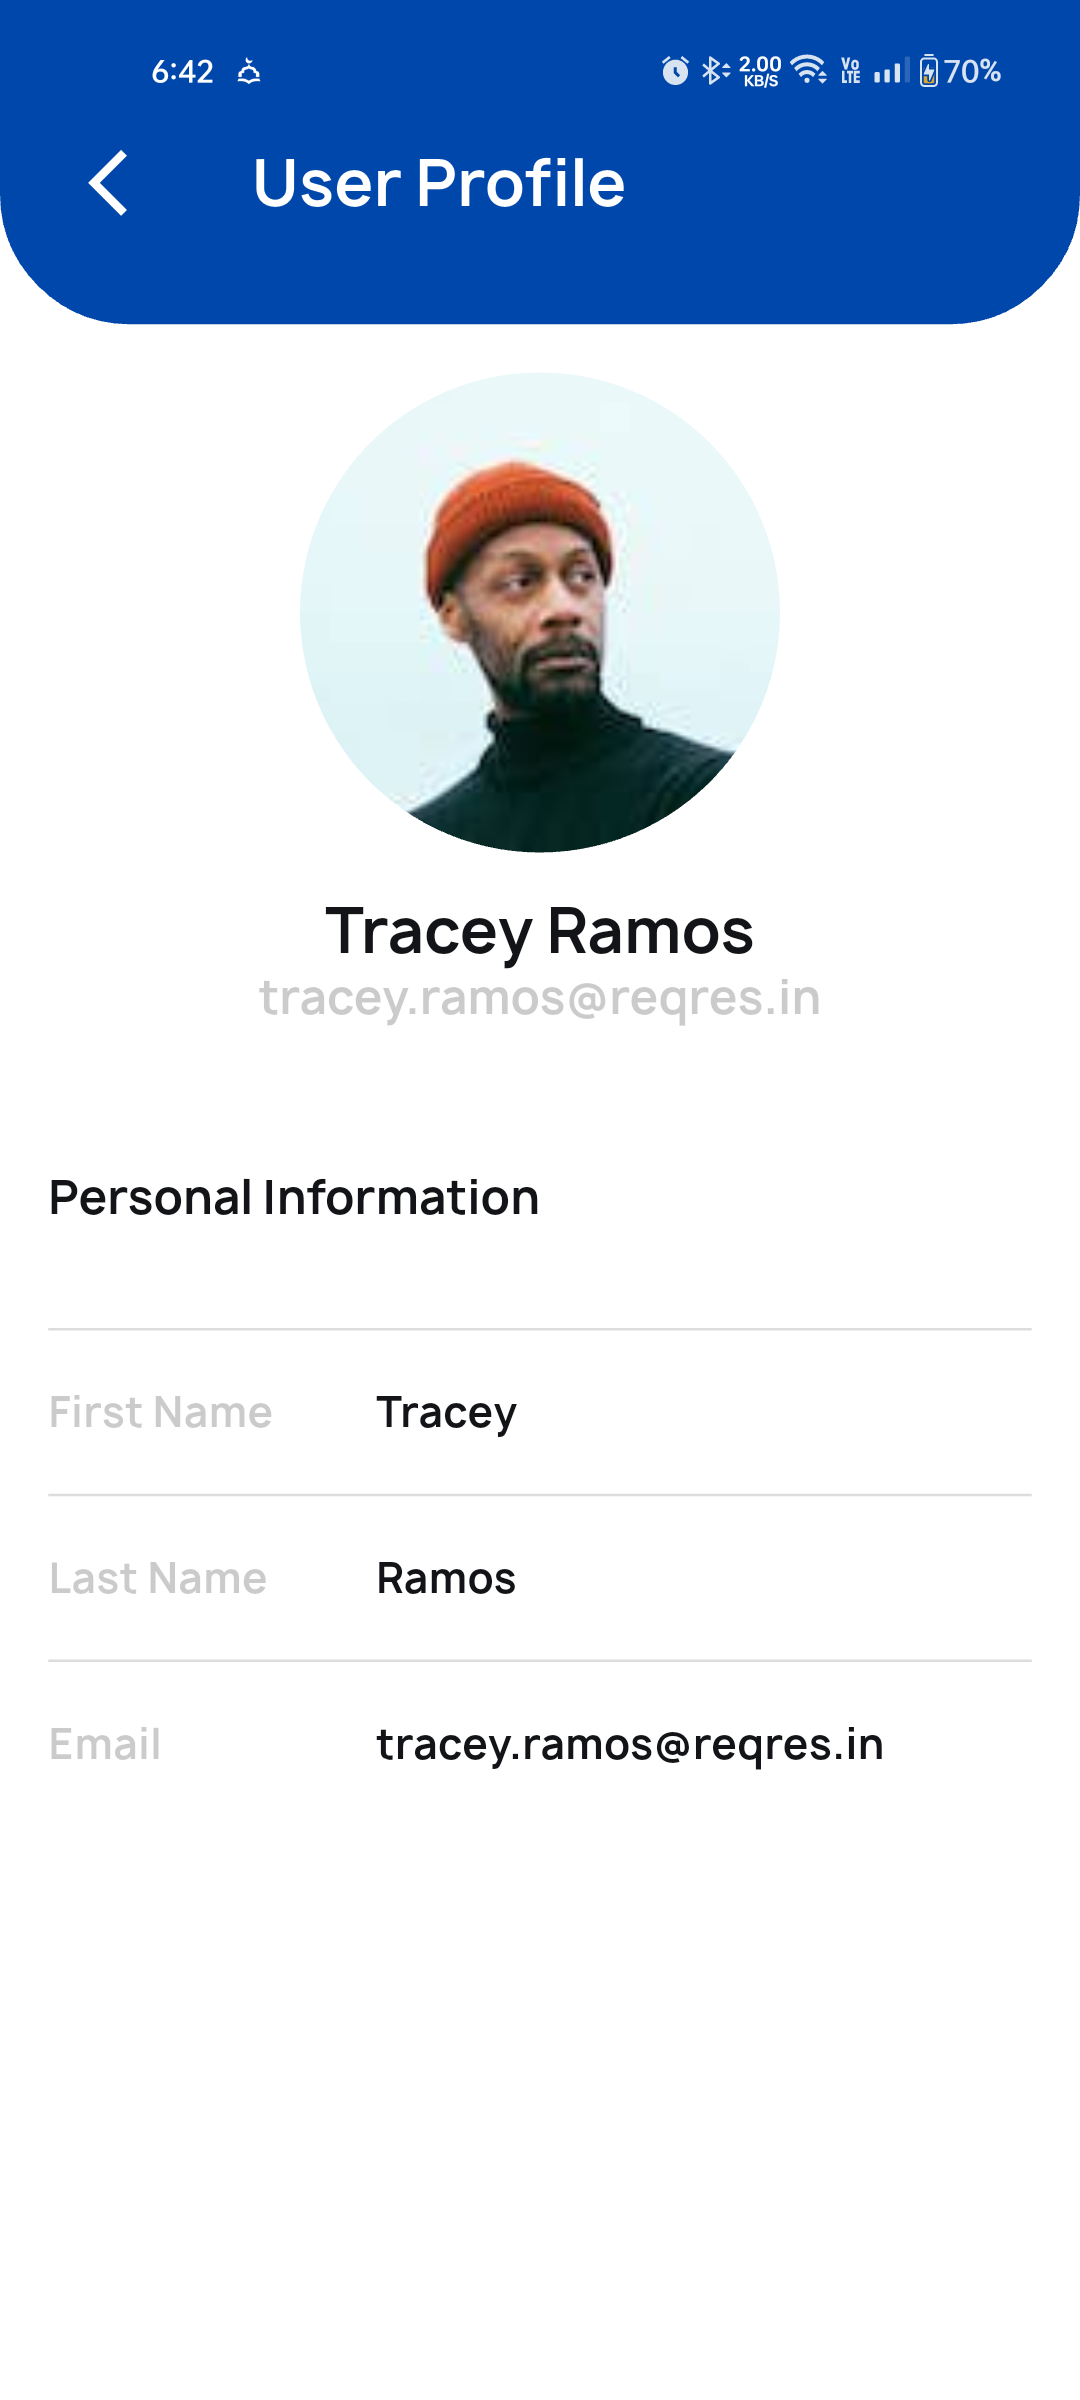 6:42 2.00 KB/S Vo LTE 70%
User Profile
Tracey Ramos
tracey.ramos@reqres.in
Personal Information
First Name Tracey
Last Name Ramos
Email tracey.ramos@reqres.in